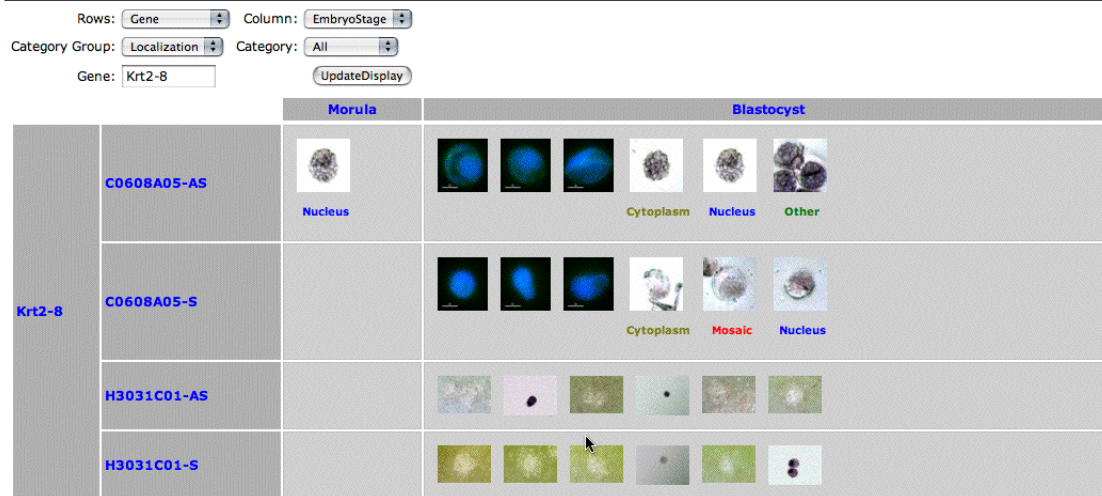 Rows: Gene Column: EmbryoStage
Category Group: Localization Category: All
Gene: Krt2-8 UpdateDisplay
Morula Blastocyst
C0608A05-AS
Nucleus Cytoplasm Nucleus Other
Krt2-8
C0608A05-S
Cytoplasm Mosaic Nucleus
H3031C01-AS
H3031C01-S